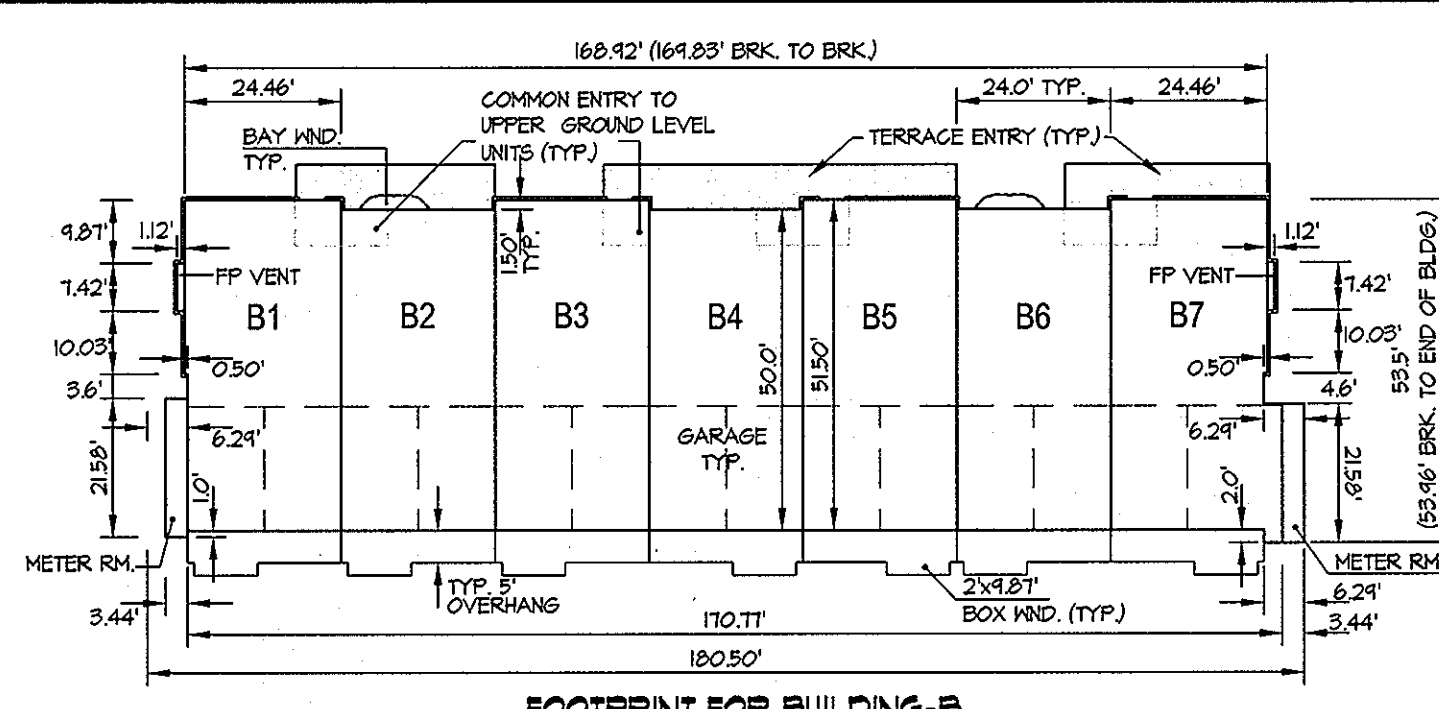 168.92' (169.83' BRK. TO BRK.)
24.46'
24.0' TYP.
24.46'
COMMON ENTRY TO
UPPER GROUND LEVEL
UNITS (TYP.)
BAY WND.
TYP.
TERRACE ENTRY (TYP.)
9.87'
1.12'
1.50'
TYP.
1.12'
FP VENT
FP VENT
7.42'
7.42'
B1
B2
B3
B4
B5
B6
B7
10.03'
10.03'
0.50'
0.50'
50.0'
51.50'
53.5'
(53.96' BRK. TO END OF BLDG.)
3.6'
4.6'
6.29'
6.29'
GARAGE
TYP.
21.58'
21.58'
1.0'
2.0'
METER RM.
METER RM
TYP. 5'
OVERHANG
2'x9.87'
BOX WND. (TYP.)
6.29'
3.44'
3.44'
170.77'
180.50'
FOOTPRINT FOR BUILDING-B